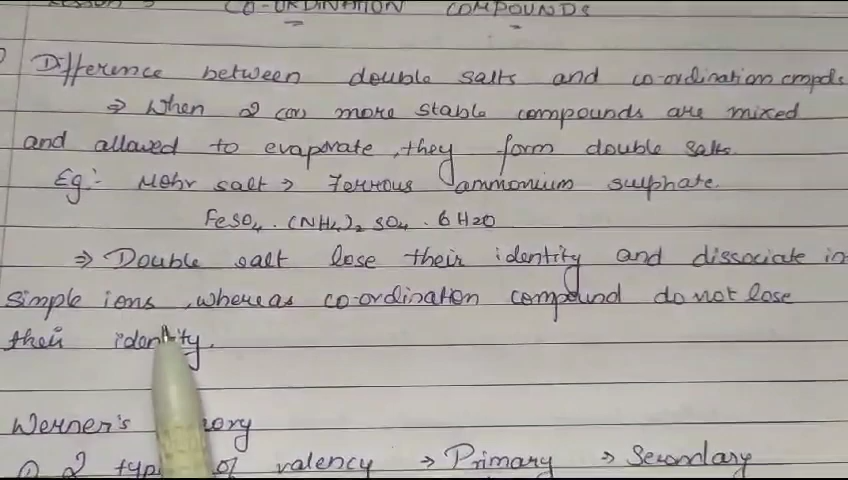 CO-ORDINATION COMPOUNDS
Difference between double salts and co-ordination cmpds
⇒ When 2 (or) more stable compounds are mixed
and allowed to evaporate, they form double salts.
Eg:- Mohr salt → Ferrous ammonium sulphate.
FeSO4 . (NH4)2 SO4 . 6H2O
⇒ Double salt lose their identity and dissociate in
simple ions, whereas co-ordination compound do not lose
their identity.
Werner's
① 2 of valency → Primary → Secondary